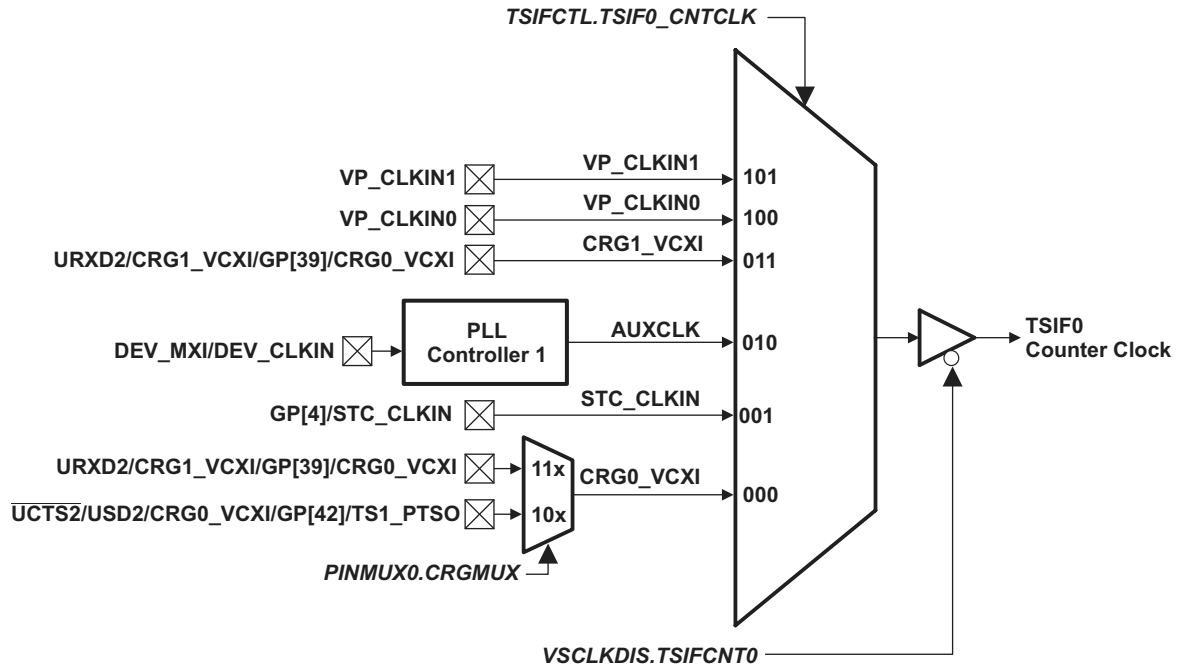 TSIFCTL.TSIF0_CNTCLK
VP_CLKIN1 VP_CLKIN1 101
VP_CLKIN0 VP_CLKIN0 100
URXD2/CRG1_VCXI/GP[39]/CRG0_VCXI CRG1_VCXI 011
DEV_MXI/DEV_CLKIN
PLL
Controller 1
AUXCLK 010
TSIF0
Counter Clock
GP[4]/STC_CLKIN STC_CLKIN 001
URXD2/CRG1_VCXI/GP[39]/CRG0_VCXI 11x
CRG0_VCXI 000
UCTS2/USD2/CRG0_VCXI/GP[42]/TS1_PTSO 10x
PINMUX0.CRGMUX
VSCLKDIS.TSIFCNT0